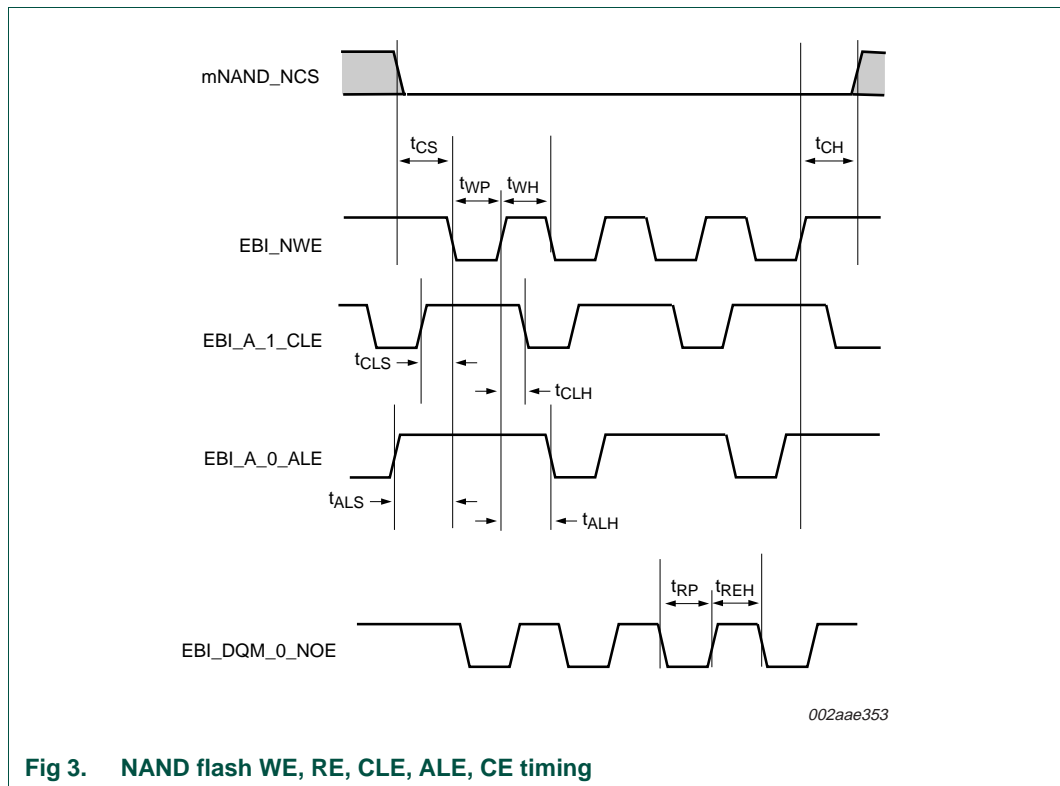 mNAND_NCS
tCS
tCH
tWP tWH
EBI_NWE
EBI_A_1_CLE
tCLS
tCLH
EBI_A_0_ALE
tALS
tALH
tRP tREH
EBI_DQM_0_NOE
002aae353
Fig 3. NAND flash WE, RE, CLE, ALE, CE timing